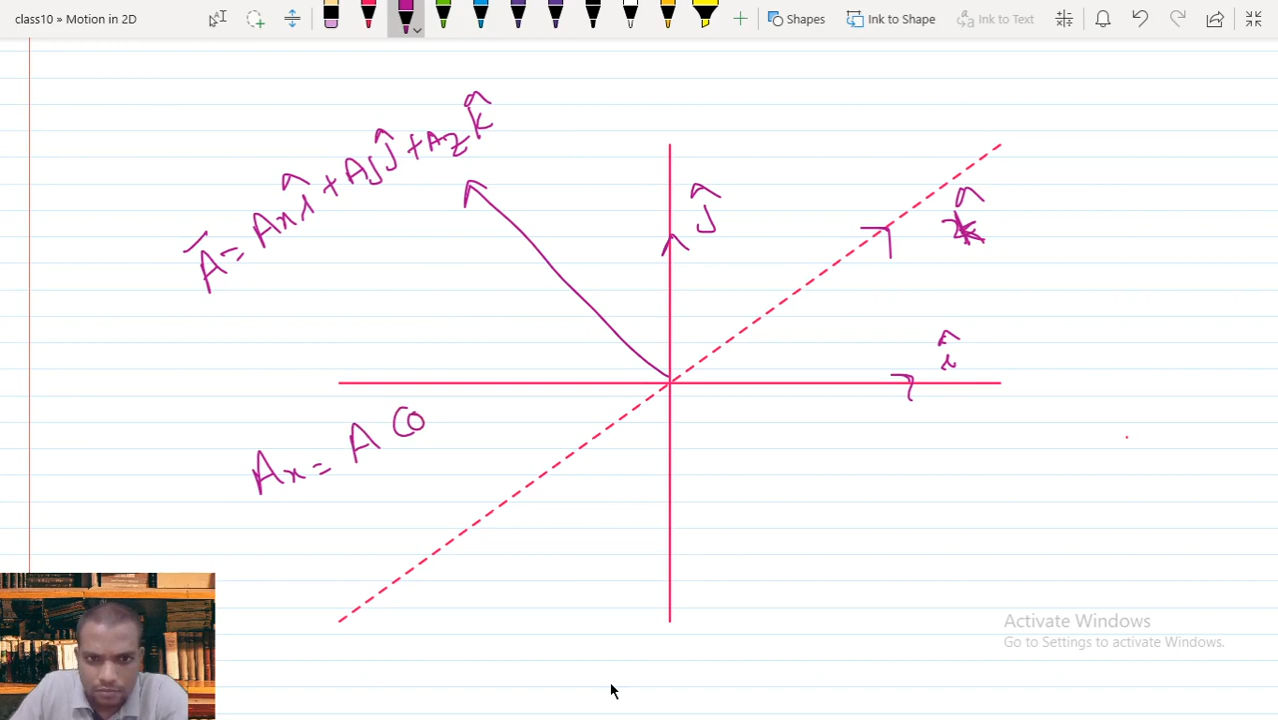 class10 » Motion in 2D
Shapes
Ink to Shape
Ink to Text
A⃗ = Axî + Ajĵ + Azk̂
ĵ
î
Ax = A Co
Activate Windows
Go to Settings to activate Windows.